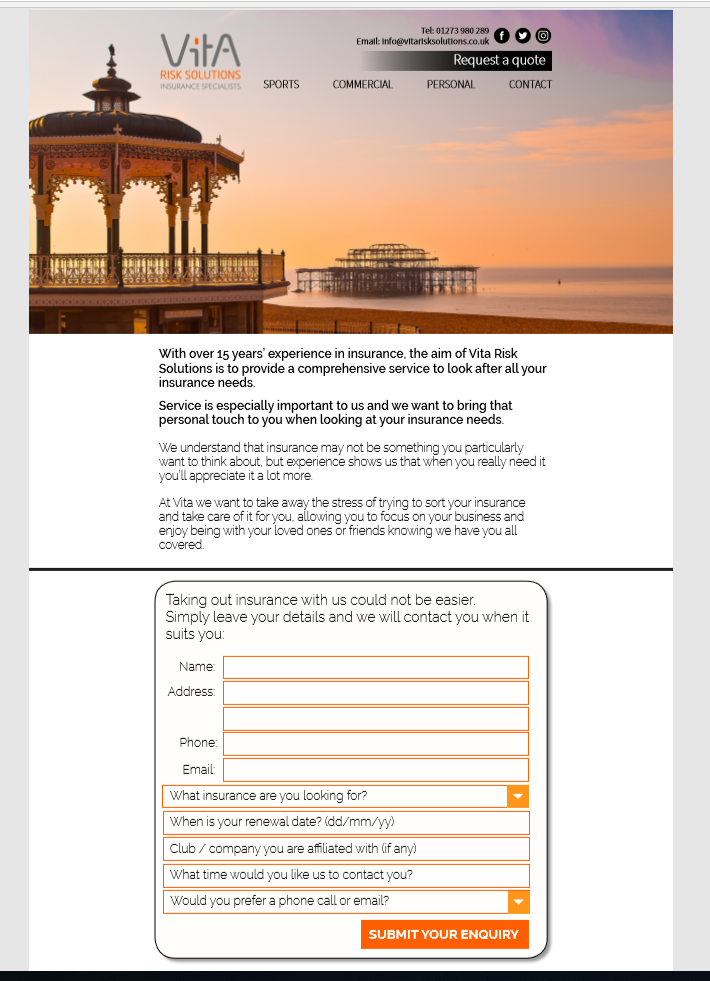 VitA
RISK SOLUTIONS
INSURANCE SPECIALISTS
Tel: 01273 980 289
Email: info@vitarisksolutions.co.uk
Request a quote
SPORTS COMMERCIAL PERSONAL CONTACT
With over 15 years' experience in insurance, the aim of Vita Risk
Solutions is to provide a comprehensive service to look after all your
insurance needs.
Service is especially important to us and we want to bring that
personal touch to you when looking at your insurance needs.
We understand that insurance may not be something you particularly
want to think about, but experience shows us that when you really need it
you'll appreciate it a lot more.
At Vita we want to take away the stress of trying to sort your insurance
and take care of it for you, allowing you to focus on your business and
enjoy being with your loved ones or friends knowing we have you all
covered.
Taking out insurance with us could not be easier.
Simply leave your details and we will contact you when it
suits you:
Name:
Address:
Phone:
Email:
What insurance are you looking for?
When is your renewal date? (dd/mm/yy)
Club / company you are affiliated with (if any)
What time would you like us to contact you?
Would you prefer a phone call or email?
SUBMIT YOUR ENQUIRY